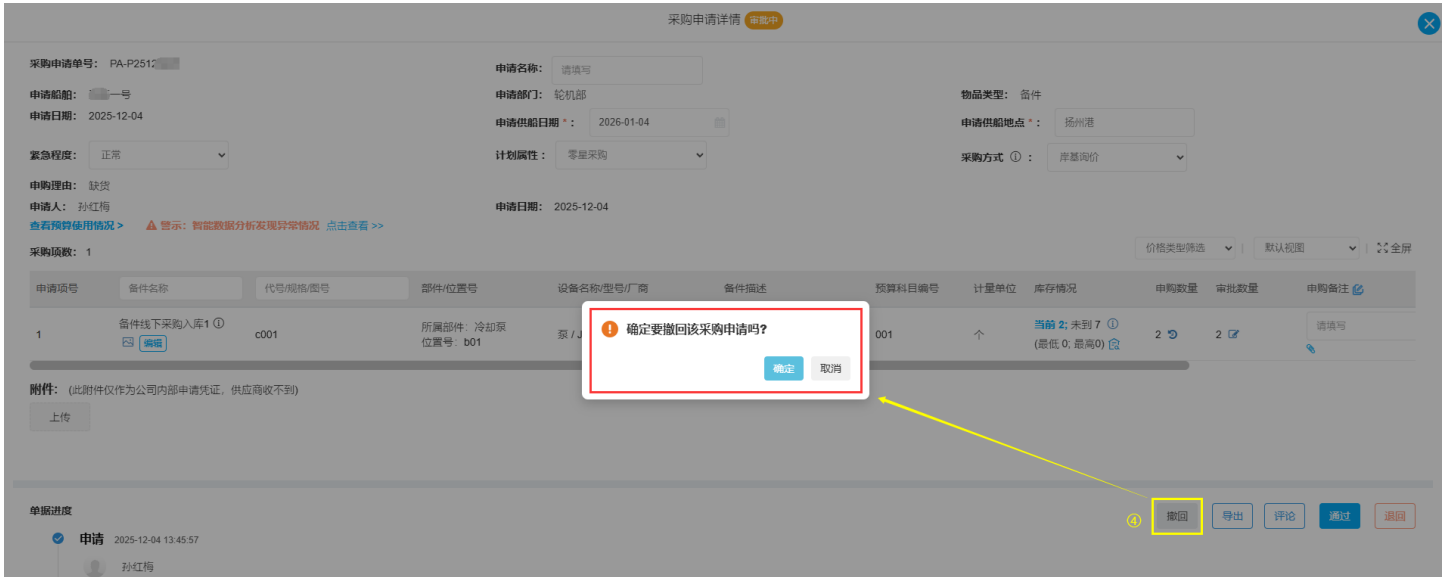 采购申请详情 审批中
采购申请单号: PA-P2512
申请名称: 请填写
申请船舶: 一号
申请部门: 轮机部
物品类型: 备件
申请日期: 2025-12-04
申请供船日期 * : 2026-01-04
申请供船地点 * : 扬州港
紧急程度: 正常
计划属性 : 零星采购
采购方式 ⓘ : 岸基询价
申购理由: 缺货
申请人: 孙红梅
申请日期: 2025-12-04
查看预算使用情况 > 警示: 智能数据分析发现异常情况 点击查看 >>
采购项数: 1
价格类型筛选 | 默认视图 | 全屏
申请项号 备件名称 代号/规格/图号 部件/位置号 设备名称/型号/厂商 备件描述 预算科目编号 计量单位 库存情况 申购数量 审批数量 申购备注
1 备件线下采购入库1 ⓘ 编辑 c001
所属部件: 冷却泵
位置号: b01
泵 / J
001 个
当前 2; 未到 7 ⓘ
(最低 0; 最高0)
2 2 请填写
确定要撤回该采购申请吗?
确定 取消
附件: (此附件仅作为公司内部申请凭证, 供应商收不到)
上传
单据进度
④ 撤回 导出 评论 通过 退回
申请 2025-12-04 13:45:57
孙红梅